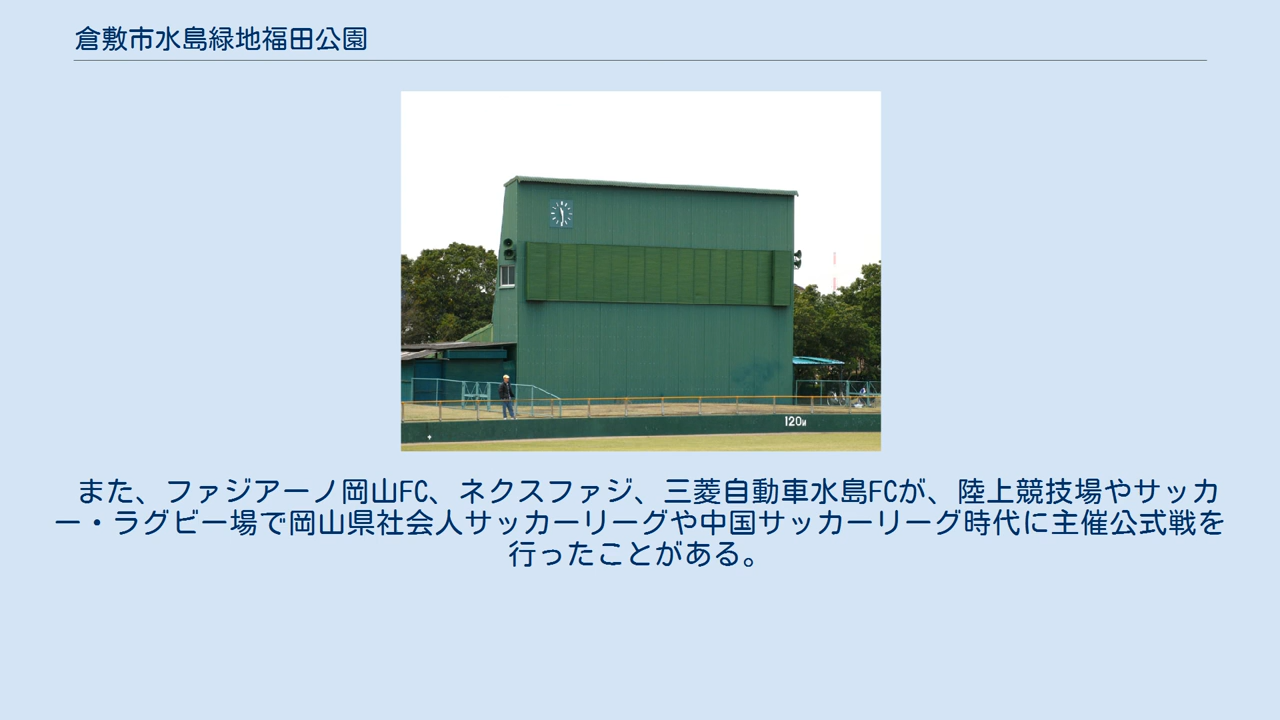 倉敷市水島緑地福田公園
120M
また、ファジアーノ岡山FC、ネクスファジ、三菱自動車水島FCが、陸上競技場やサッカ
ー・ラグビー場で岡山県社会人サッカーリーグや中国サッカーリーグ時代に主催公式戦を
行ったことがある。